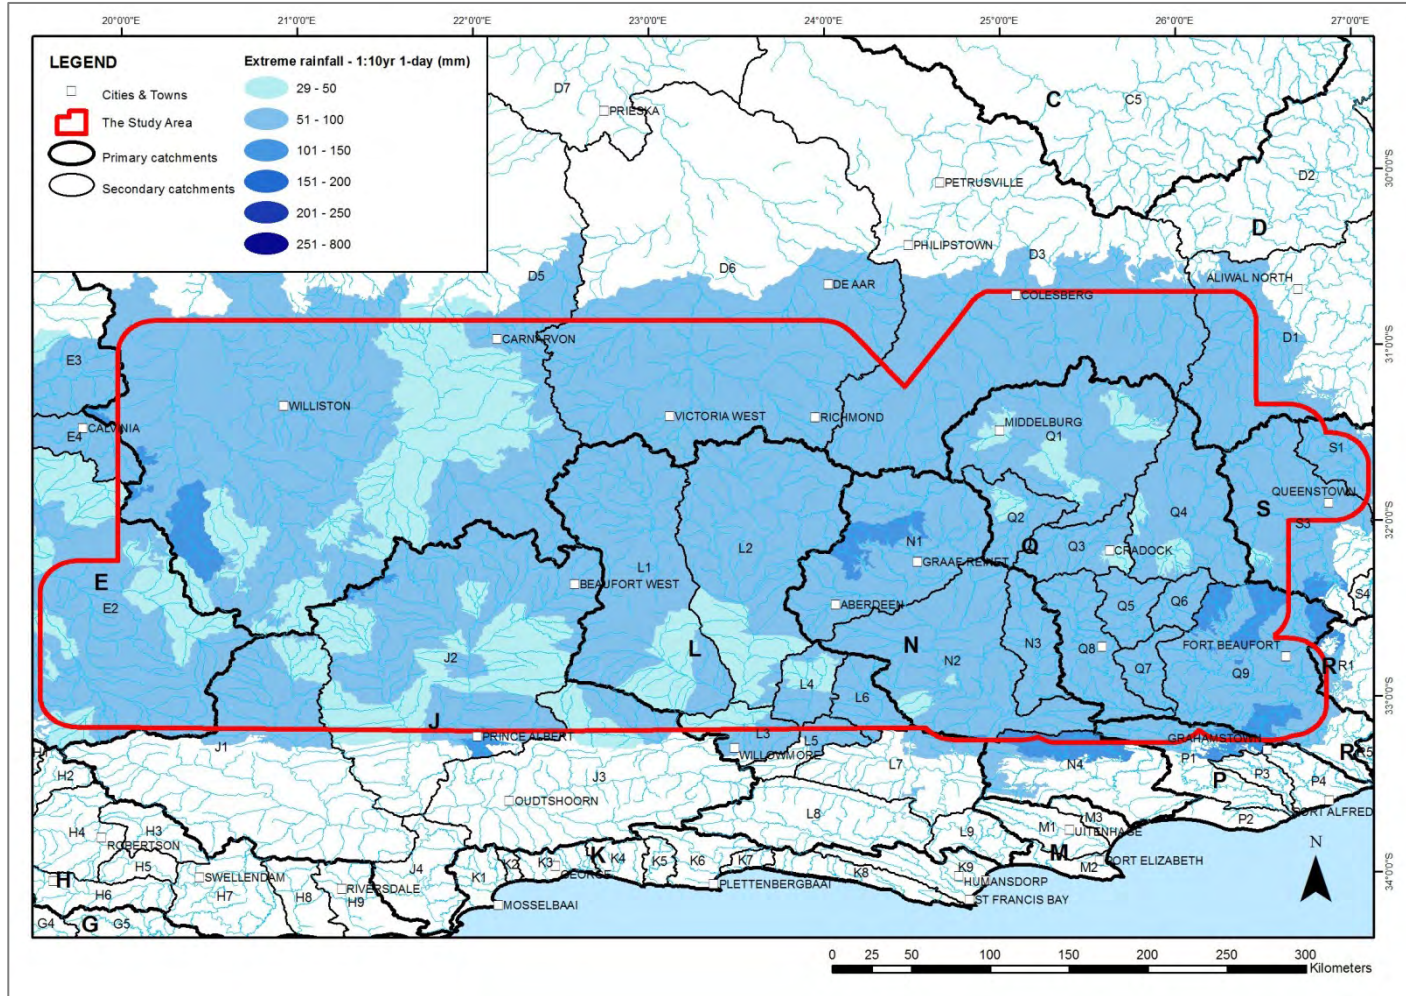 20°0'0"E 21°0'0"E 22°0'0"E 23°0'0"E 24°0'0"E 25°0'0"E 26°0'0"E 27°0'0"E
LEGEND
Cities & Towns
The Study Area
Primary catchments
Secondary catchments
Extreme rainfall - 1:10yr 1-day (mm)
29 - 50
51 - 100
101 - 150
151 - 200
201 - 250
251 - 800
D7
PRIESKA
C
C5
D2
30°0'0"S
PETRUSVILLE
D
PHILIPSTOWN
D3
D5
D6
DE AAR
ALIWAL NORTH
COLESBERG
D1
31°0'0"S
CARNARVON
E3
WILLISTON
VICTORIA WEST
RICHMOND
MIDDELBURG
Q1
E4
CALVINIA
S1
QUEENSTOWN
S
S3
32°0'0"S
Q2
Q4
Q
Q3
CRADOCK
N1
GRAAF REINET
L2
L1
BEAUFORT WEST
ABERDEEN
E
E2
Q5
Q6
S4
FORT BEAUFORT
Q8
Q7
Q9
R
R1
N
N2
N3
L
L4
L6
J2
33°0'0"S
J
PRINCE ALBERT
J1
L3
L5
WILLOWMORE
GRAHAMSTOWN
R
R5
H1
H2
J3
L7
N4
P1
P
P3
P4
OUDTSHOORN
PORT ALFRED
P2
L8
L9
M1
M3
UITENHAGE
M
M2
PORT ELIZABETH
H4
H3
ROBERTSON
H5
H
H6
SWELLENDAM
H7
H8
RIVERSDALE
H9
J4
K1
K2
K3
GEORGE
K
K4
K5
K6
K7
K8
K9
HUMANSDORP
PLETTENBERGBAAI
ST FRANCIS BAY
MOSSELBAAI
34°0'0"S
G4
G
G5
N
0 25 50 100 150 200 250 300
Kilometers